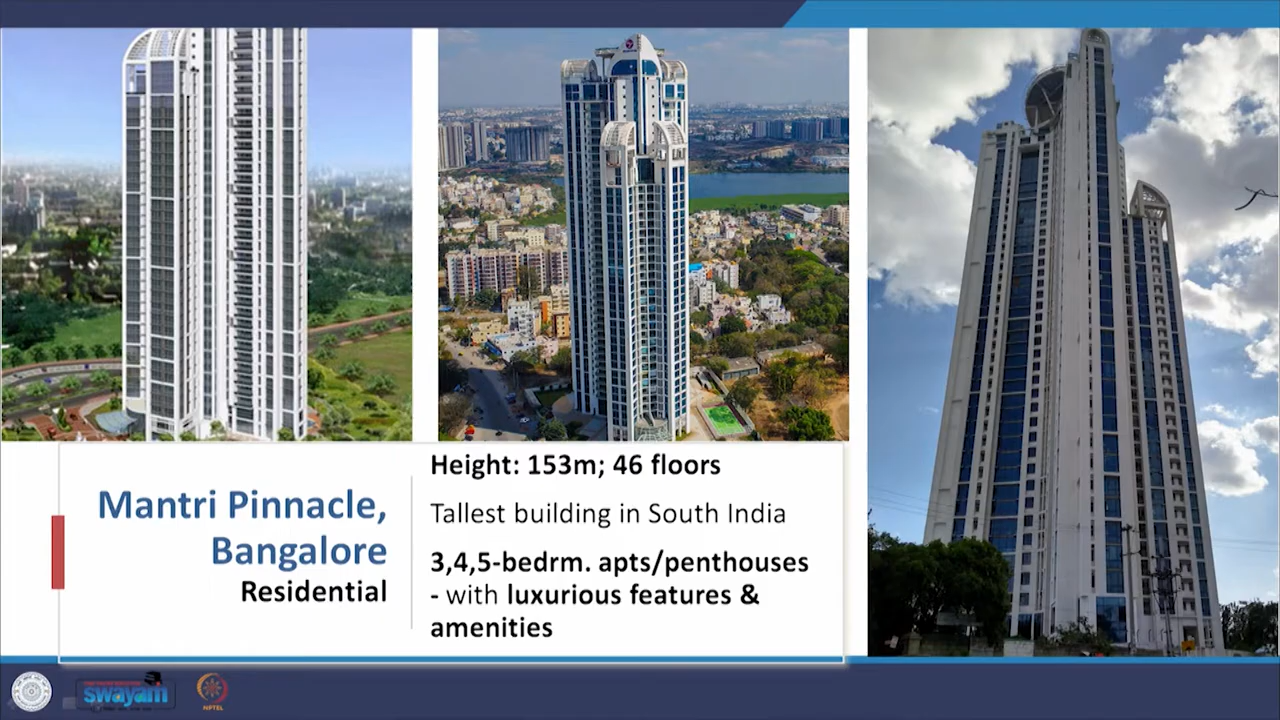 Mantri Pinnacle,
Bangalore
Residential
Height: 153m; 46 floors
Tallest building in South India
3,4,5-bedrm. apts/penthouses
- with luxurious features &
amenities
swayam
NPTEL